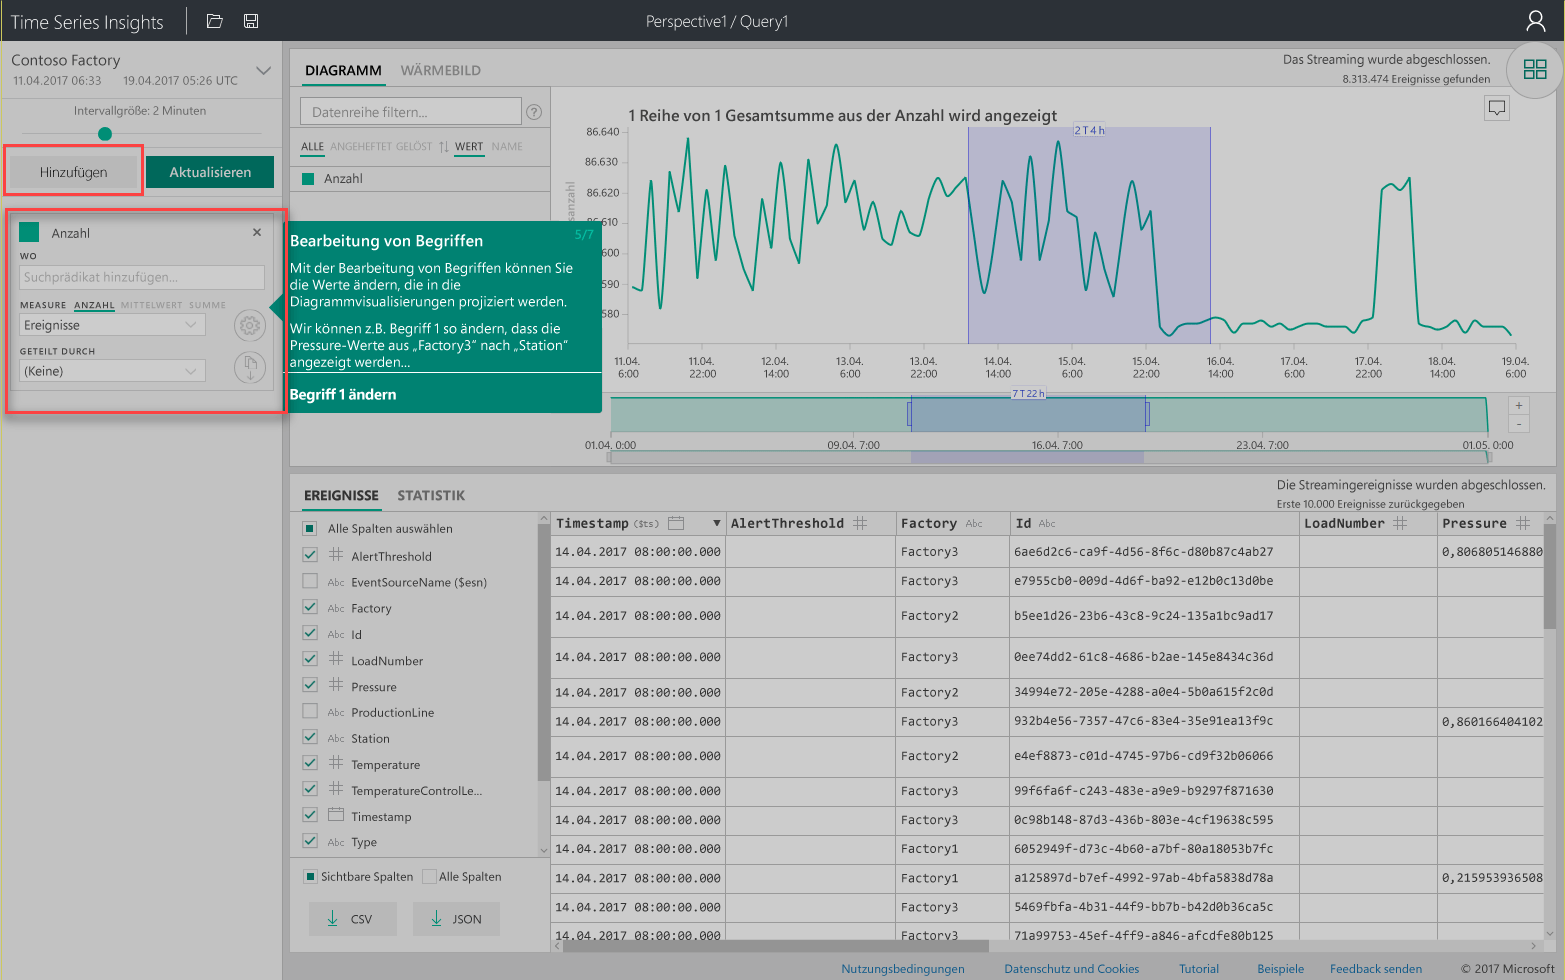 Time Series Insights
Perspective1 / Query1
Contoso Factory
11.04.2017 06:33 19.04.2017 05:26 UTC
Intervallgröße: 2 Minuten
Hinzufügen
Aktualisieren
Anzahl ×
WO
Suchprädikat hinzufügen...
MEASURE ANZAHL MITTELWERT SUMME
Ereignisse
GETEILT DURCH
(Keine)
Bearbeitung von Begriffen 5/7
Mit der Bearbeitung von Begriffen können Sie
die Werte ändern, die in die
Diagrammvisualisierungen projiziert werden.
Wir können z.B. Begriff 1 so ändern, dass die
Pressure-Werte aus „Factory3“ nach „Station“
angezeigt werden...
Begriff 1 ändern
DIAGRAMM WÄRMEBILD
Das Streaming wurde abgeschlossen.
8.313.474 Ereignisse gefunden
Datenreihe filtern... ?
ALLE ANGEHEFTET GELÖST WERT NAME
Anzahl
1 Reihe von 1 Gesamtsumme aus der Anzahl wird angezeigt
2 T 4 h
86.640
86.630
86.620
86.610
600
590
580
sanzahl
11.04. 11.04. 12.04. 13.04. 13.04. 14.04. 15.04. 15.04. 16.04. 17.04. 17.04. 18.04. 19.04.
6:00 22:00 14:00 6:00 22:00 14:00 6:00 22:00 14:00 6:00 22:00 14:00 6:00
7 T 22 h
+
-
01.04. 0:00 09.04. 7:00 16.04. 7:00 23.04. 7:00 01.05. 0:00
EREIGNISSE STATISTIK
Die Streamingereignisse wurden abgeschlossen.
Erste 10.000 Ereignisse zurückgegeben
Alle Spalten auswählen
AlertThreshold
Abc EventSourceName ($esn)
Abc Factory
Abc Id
LoadNumber
Pressure
Abc ProductionLine
Abc Station
Temperature
TemperatureControlLe...
Timestamp
Abc Type
Sichtbare Spalten Alle Spalten
CSV JSON
Timestamp ($ts) AlertThreshold Factory Abc Id Abc LoadNumber Pressure
14.04.2017 08:00:00.000 Factory3 6ae6d2c6-ca9f-4d56-8f6c-d80b87c4ab27 0,806805146880
14.04.2017 08:00:00.000 Factory3 e7955cb0-009d-4d6f-ba92-e12b0c13d0be
14.04.2017 08:00:00.000 Factory2 b5ee1d26-23b6-43c8-9c24-135a1bc9ad17
14.04.2017 08:00:00.000 Factory3 0ee74dd2-61c8-4686-b2ae-145e8434c36d
14.04.2017 08:00:00.000 Factory2 34994e72-205e-4288-a0e4-5b0a615f2c0d
14.04.2017 08:00:00.000 Factory3 932b4e56-7357-47c6-83e4-35e91ea13f9c 0,860166404102
14.04.2017 08:00:00.000 Factory2 e4ef8873-c01d-4745-97b6-cd9f32b06066
14.04.2017 08:00:00.000 Factory3 99f6fa6f-c243-483e-a9e9-b9297f871630
14.04.2017 08:00:00.000 Factory3 0c98b148-87d3-436b-803e-4cf19638c595
14.04.2017 08:00:00.000 Factory1 6052949f-d73c-4b60-a7bf-80a18053b7fc
14.04.2017 08:00:00.000 Factory1 a125897d-b7ef-4992-97ab-4bfa5838d78a 0,215953936508
14.04.2017 08:00:00.000 Factory3 5469fbfa-4b31-44f9-bb7b-b42d0b36ca5c
14.04.2017 08:00:00.000 Factory3 71a99753-45ef-4ff9-a846-afcdfe80b125
Nutzungsbedingungen Datenschutz und Cookies Tutorial Beispiele Feedback senden © 2017 Microsoft